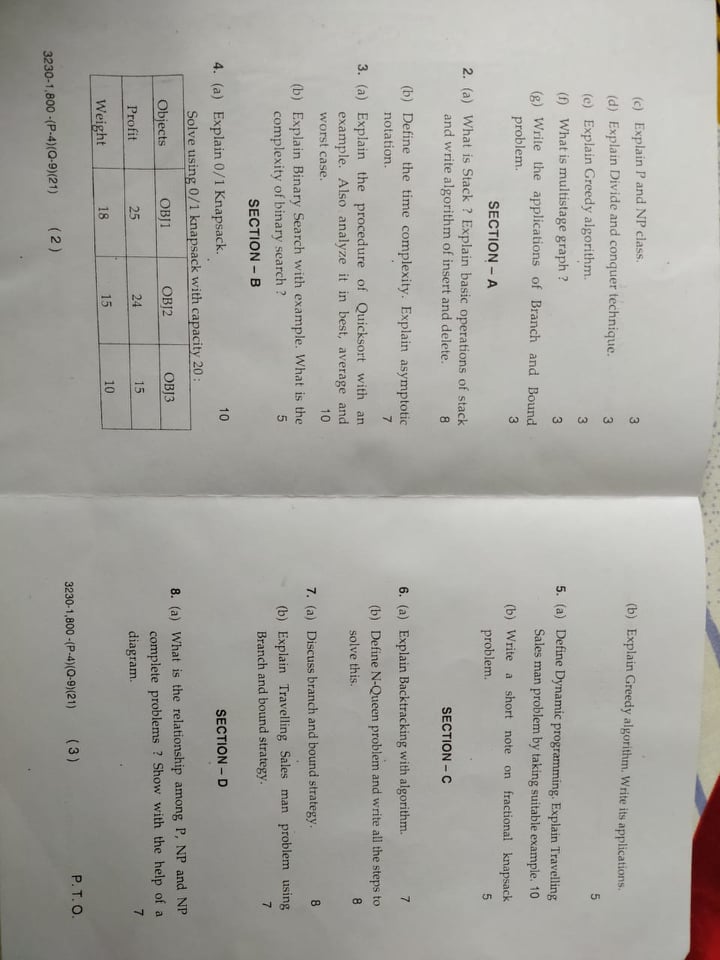 (c) Explain P and NP class. 3
(d) Explain Divide and conquer technique. 3
(e) Explain Greedy algorithm. 3
(f) What is multistage graph ? 3
(g) Write the applications of Branch and Bound
problem. 3
SECTION – A
2. (a) What is Stack ? Explain basic operations of stack
and write algorithm of insert and delete. 8
(b) Define the time complexity. Explain asymptotic
notation. 7
3. (a) Explain the procedure of Quicksort with an
example. Also analyze it in best, average and
worst case. 10
(b) Explain Binary Search with example. What is the
complexity of binary search ? 5
SECTION – B
4. (a) Explain 0/1 Knapsack. 10
Solve using 0/1 knapsack with capacity 20 :
Objects OBJ1 OBJ2 OBJ3
Profit 25 24 15
Weight 18 15 10
3230-1,800 -(P-4)(Q-9)(21) ( 2 )
(b) Explain Greedy algorithm. Write its applications.
5
5. (a) Define Dynamic programming. Explain Travelling
Sales man problem by taking suitable example. 10
(b) Write a short note on fractional knapsack
problem. 5
SECTION – C
6. (a) Explain Backtracking with algorithm. 7
(b) Define N-Queen problem and write all the steps to
solve this. 8
7. (a) Discuss branch and bound strategy. 8
(b) Explain Travelling Sales man problem using
Branch and bound strategy. 7
SECTION – D
8. (a) What is the relationship among P, NP and NP
complete problems ? Show with the help of a
diagram. 7
3230-1,800 -(P-4)(Q-9)(21) ( 3 ) P. T. O.